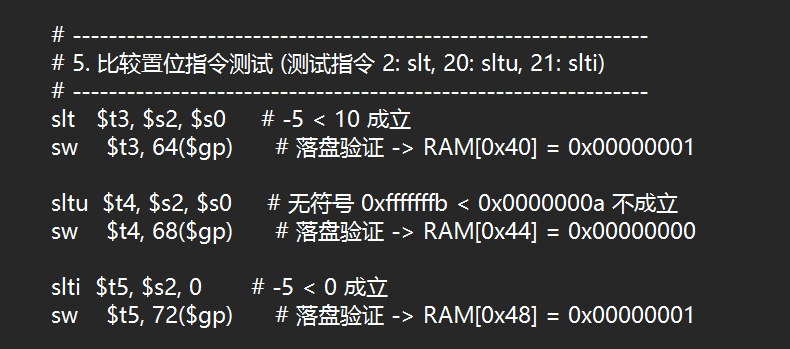 # ----------------------------------------------------------------
# 5. 比较置位指令测试 (测试指令 2: slt, 20: sltu, 21: slti)
# ----------------------------------------------------------------
slt $t3, $s2, $s0 # -5 < 10 成立
sw $t3, 64($gp) # 落盘验证 -> RAM[0x40] = 0x00000001
sltu $t4, $s2, $s0 # 无符号 0xfffffffb < 0x0000000a 不成立
sw $t4, 68($gp) # 落盘验证 -> RAM[0x44] = 0x00000000
slti $t5, $s2, 0 # -5 < 0 成立
sw $t5, 72($gp) # 落盘验证 -> RAM[0x48] = 0x00000001